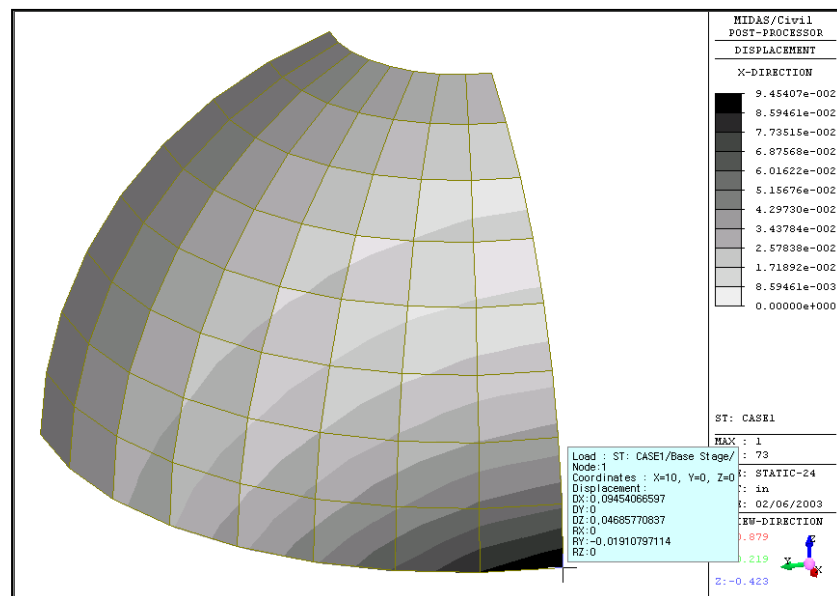 MIDAS/Civil
POST-PROCESSOR
DISPLACEMENT
X-DIRECTION
9.45407e-002
8.59461e-002
7.73515e-002
6.87568e-002
6.01622e-002
5.15676e-002
4.29730e-002
3.43784e-002
2.57838e-002
1.71892e-002
8.59461e-003
0.00000e+000
ST: CASE1
MAX : 1
: 73
E: STATIC-24
T: in
E: 02/06/2003
EW-DIRECTION
.879
.219
Z:-0.423
Load : ST: CASE1/Base Stage/
Node:1
Coordinates : X=10, Y=0, Z=0
Displacement :
DX:0,09454066597
DY:0
DZ:0,04685770837
RX:0
RY:-0,01910797114
RZ:0
Z
Y
X